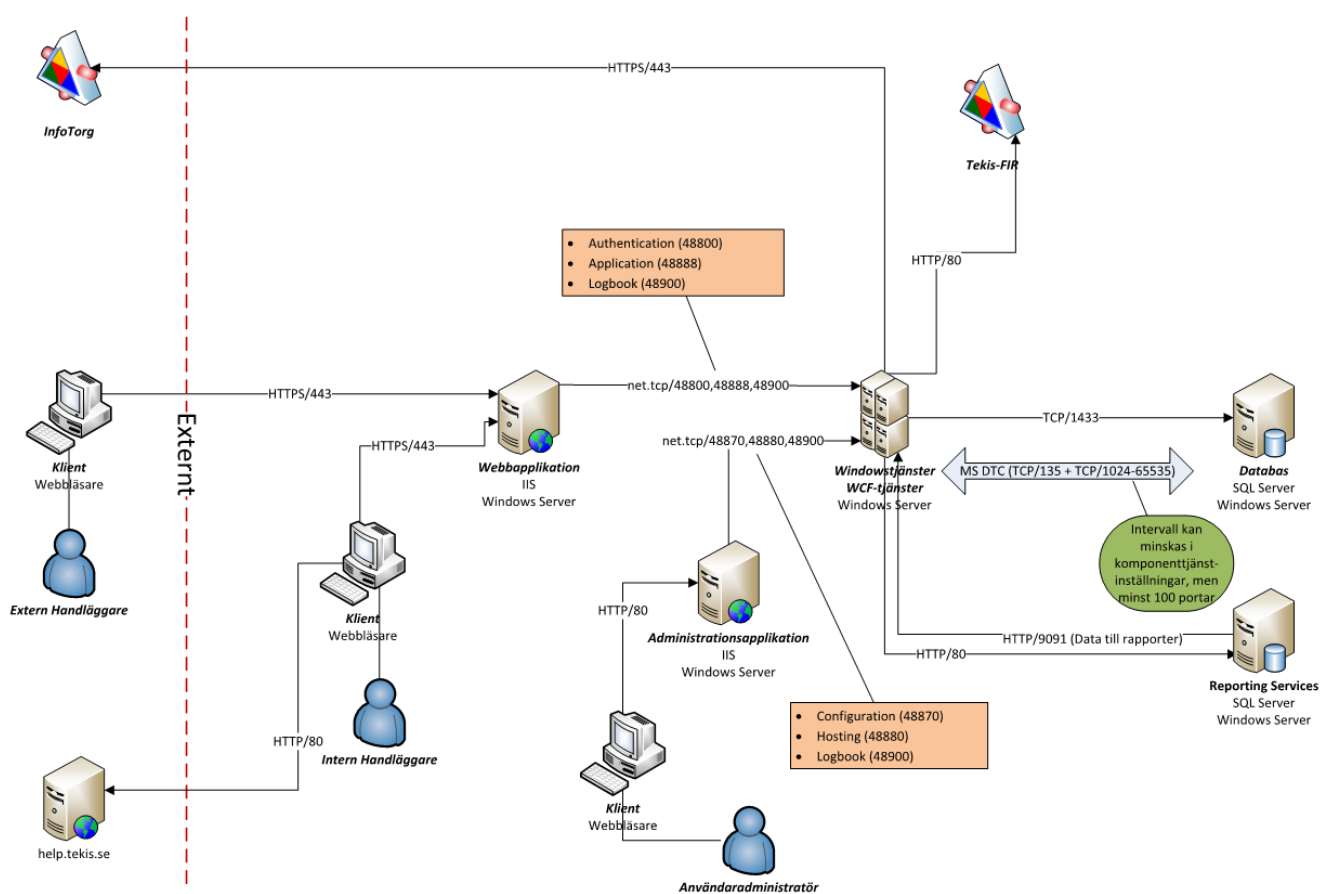 HTTPS/443
InfoTorg
Tekis-FIR
• Authentication (48800)
• Application (48888)
• Logbook (48900)
HTTP/80
Externt
HTTPS/443
net.tcp/48800,48888,48900
HTTPS/443
net.tcp/48870,48880,48900
TCP/1433
Klient
Webbläsare
Webbapplikation
IIS
Windows Server
Windowstjänster
WCF-tjänster
Windows Server
MS DTC (TCP/135 + TCP/1024-65535)
Databas
SQL Server
Windows Server
Intervall kan
minskas i
komponenttjänst-
inställningar, men
minst 100 portar
Extern Handläggare
Klient
Webbläsare
HTTP/80
Administrationsapplikation
IIS
Windows Server
HTTP/9091 (Data till rapporter)
HTTP/80
Reporting Services
SQL Server
Windows Server
• Configuration (48870)
• Hosting (48880)
• Logbook (48900)
HTTP/80
Intern Handläggare
Klient
Webbläsare
help.tekis.se
Användaradministratör